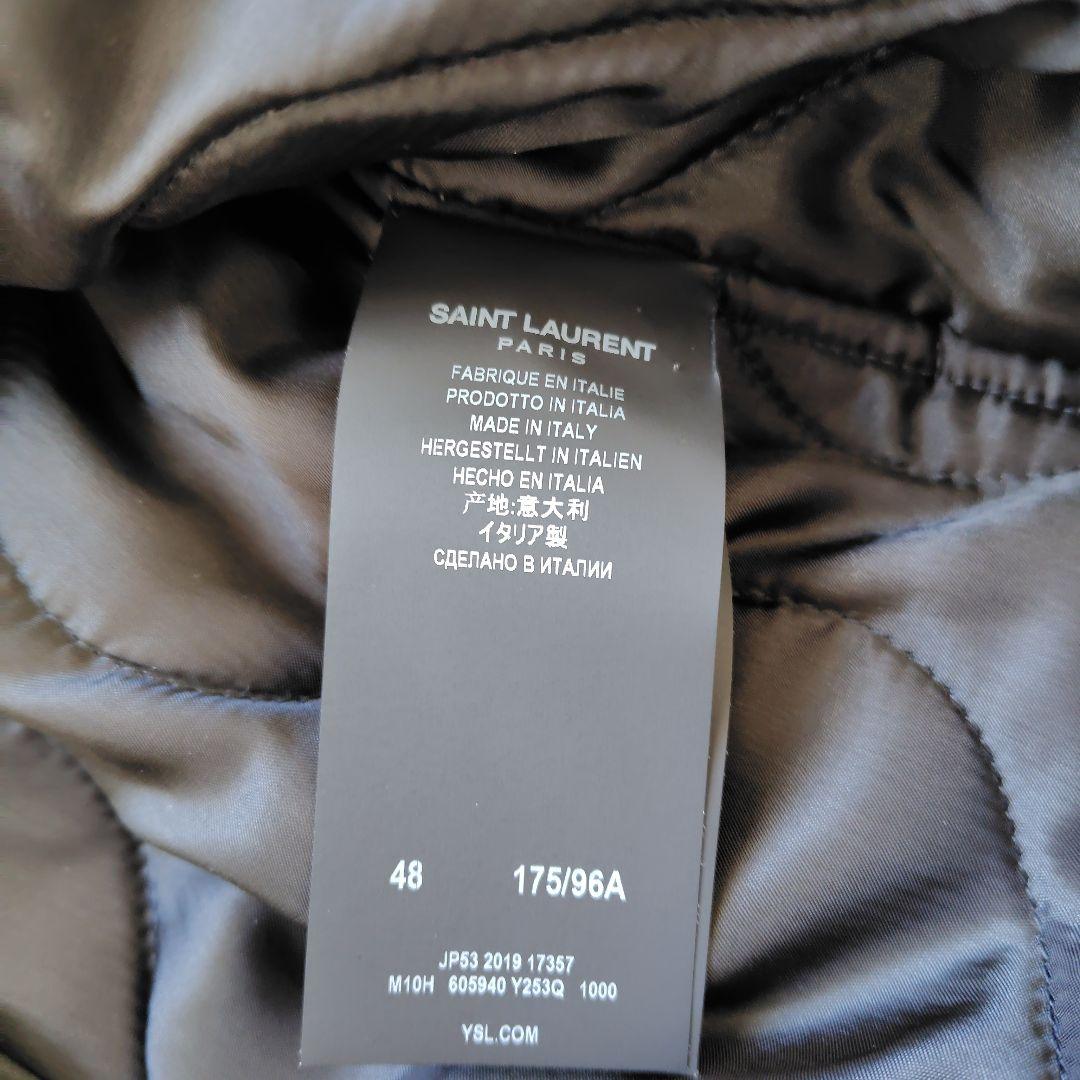 SAINT LAURENT
PARIS
FABRIQUE EN ITALIE
PRODOTTO IN ITALIA
MADE IN ITALY
HERGESTELLT IN ITALIEN
HECHO EN ITALIA
产地:意大利
イタリア製
СДЕЛАНО В ИТАЛИИ
48 175/96A
JP53 2019 17357
M10H 605940 Y253Q 1000
YSL.COM